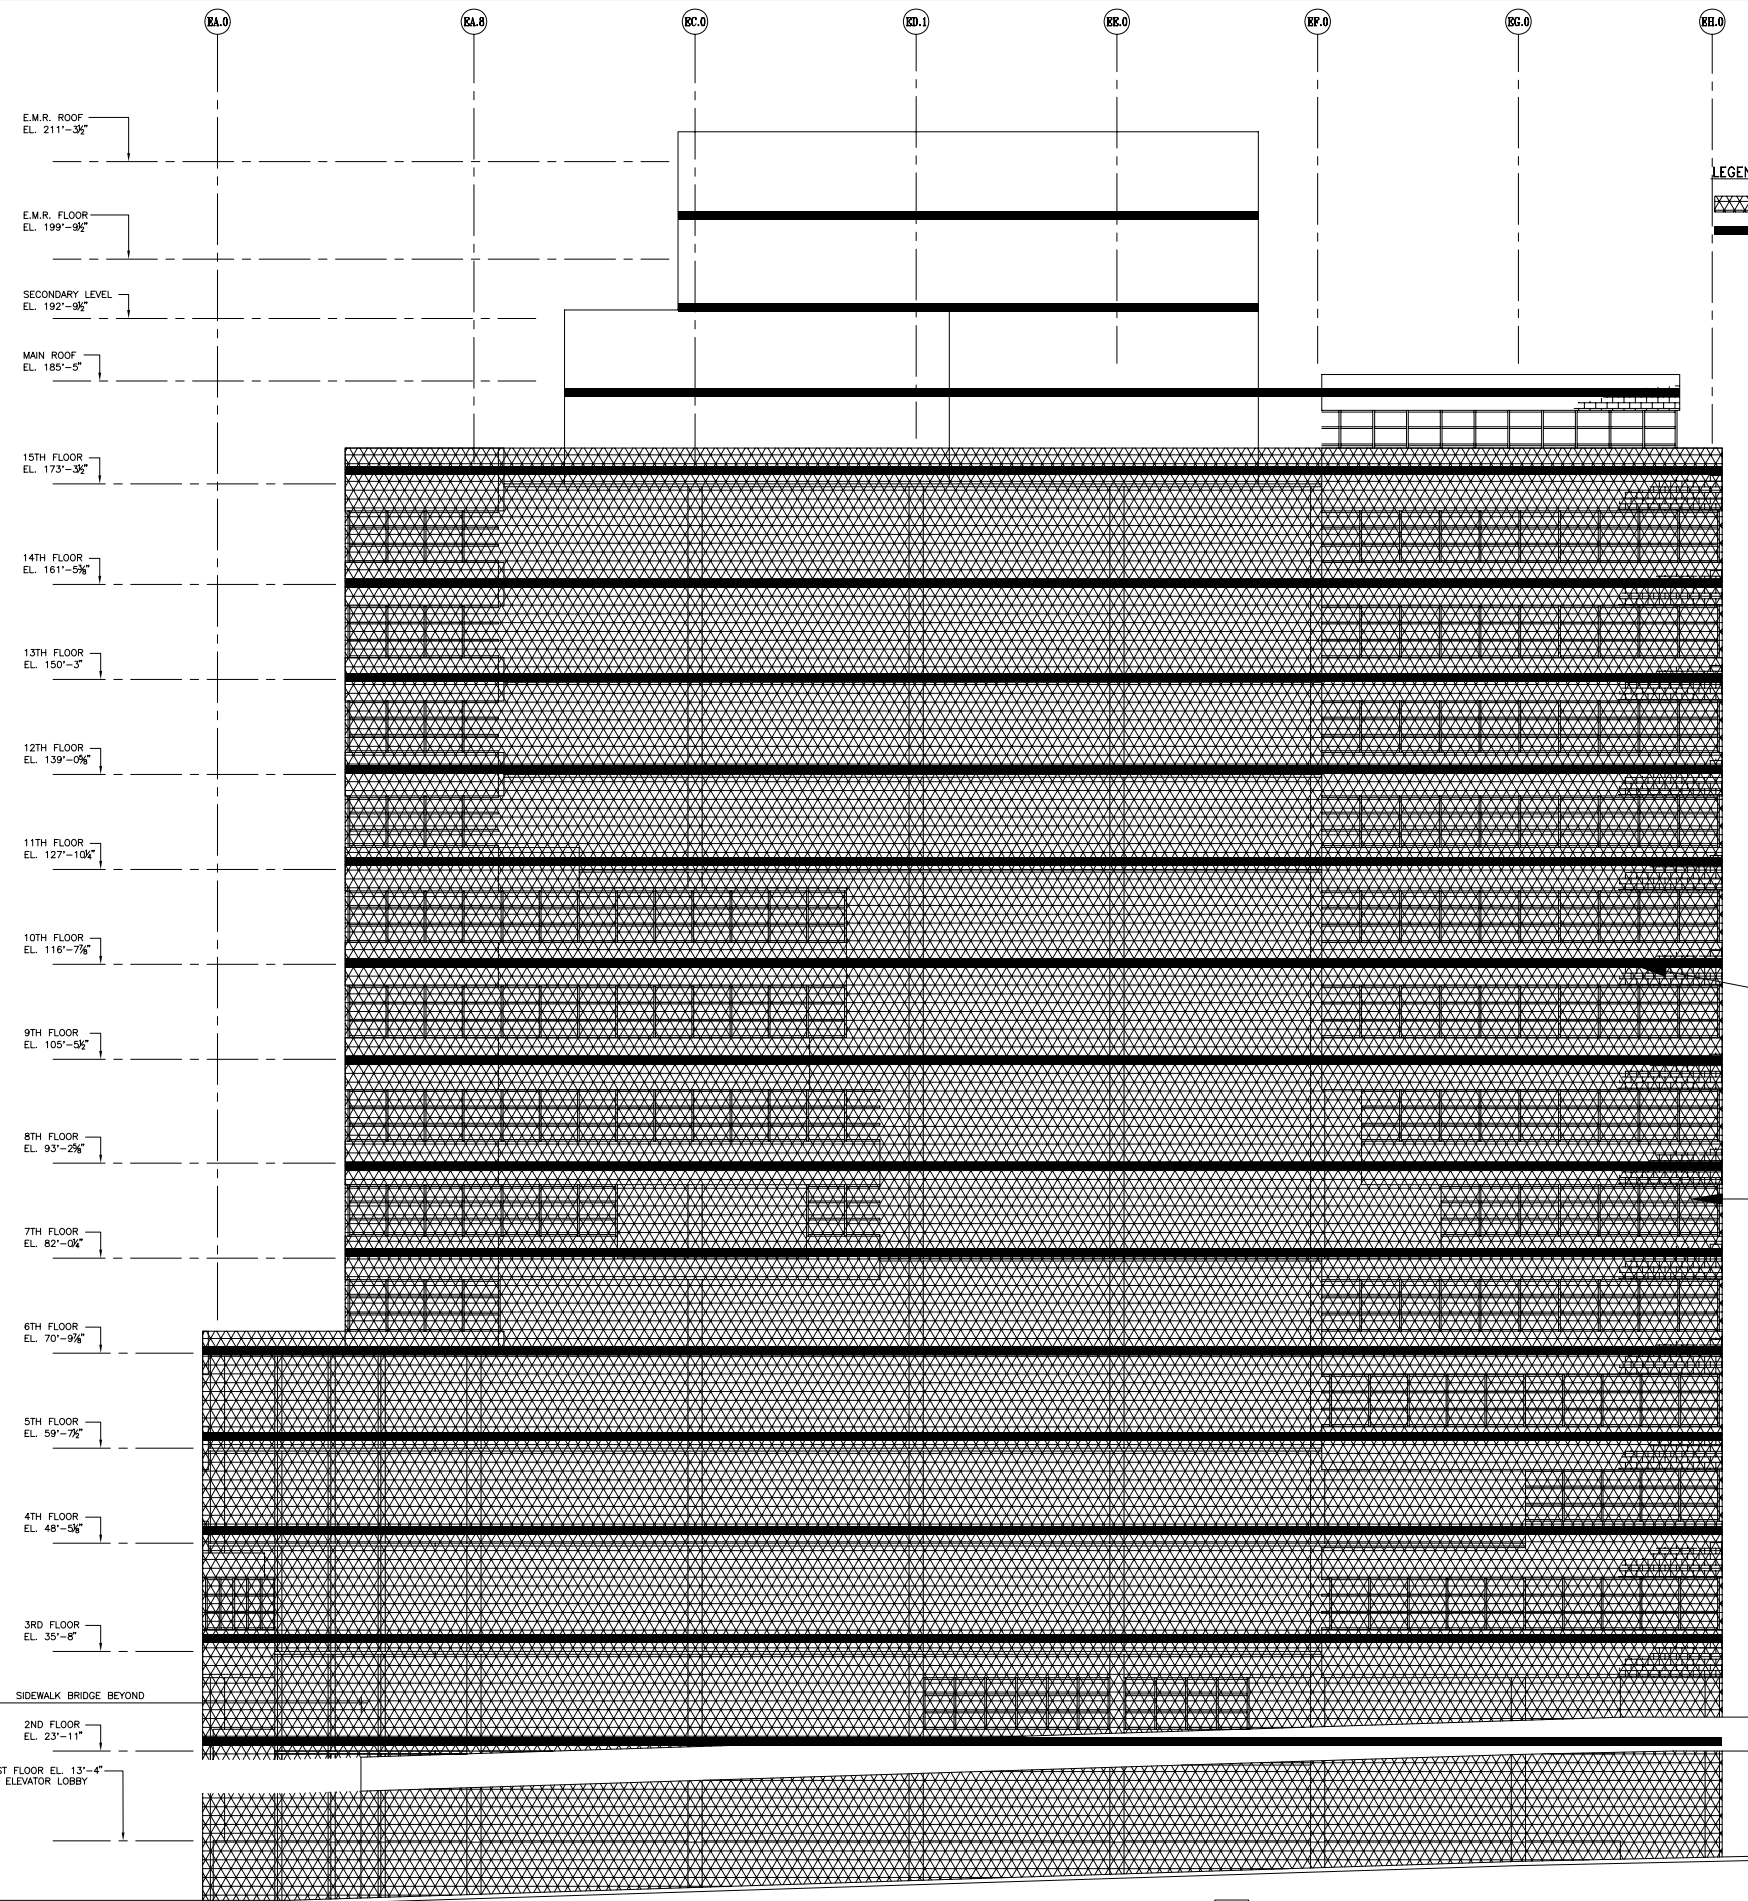 EA.0 EA.8 EC.0 ED.1 EE.0 EF.0 EG.0 EH.0
E.M.R. ROOF
EL. 211'-3½"
LEGEN
E.M.R. FLOOR
EL. 199'-9½"
SECONDARY LEVEL
EL. 192'-9½"
MAIN ROOF
EL. 185'-5"
15TH FLOOR
EL. 173'-3½"
14TH FLOOR
EL. 161'-5⅜"
13TH FLOOR
EL. 150'-3"
12TH FLOOR
EL. 139'-0⅝"
11TH FLOOR
EL. 127'-10¼"
10TH FLOOR
EL. 116'-7⅞"
9TH FLOOR
EL. 105'-5½"
8TH FLOOR
EL. 93'-2⅝"
7TH FLOOR
EL. 82'-0¼"
6TH FLOOR
EL. 70'-9⅞"
5TH FLOOR
EL. 59'-7½"
4TH FLOOR
EL. 48'-5⅛"
3RD FLOOR
EL. 35'-8"
SIDEWALK BRIDGE BEYOND
2ND FLOOR
EL. 23'-11"
ST FLOOR EL. 13'-4"
ELEVATOR LOBBY